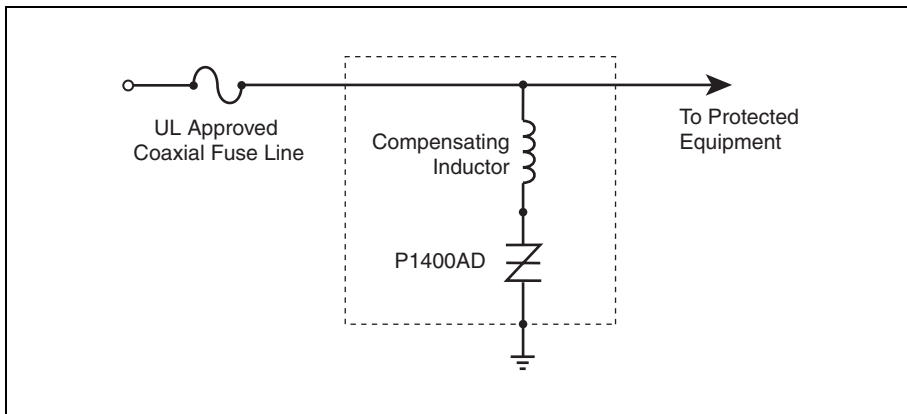 UL Approved
Coaxial Fuse Line
Compensating
Inductor
To Protected
Equipment
P1400AD